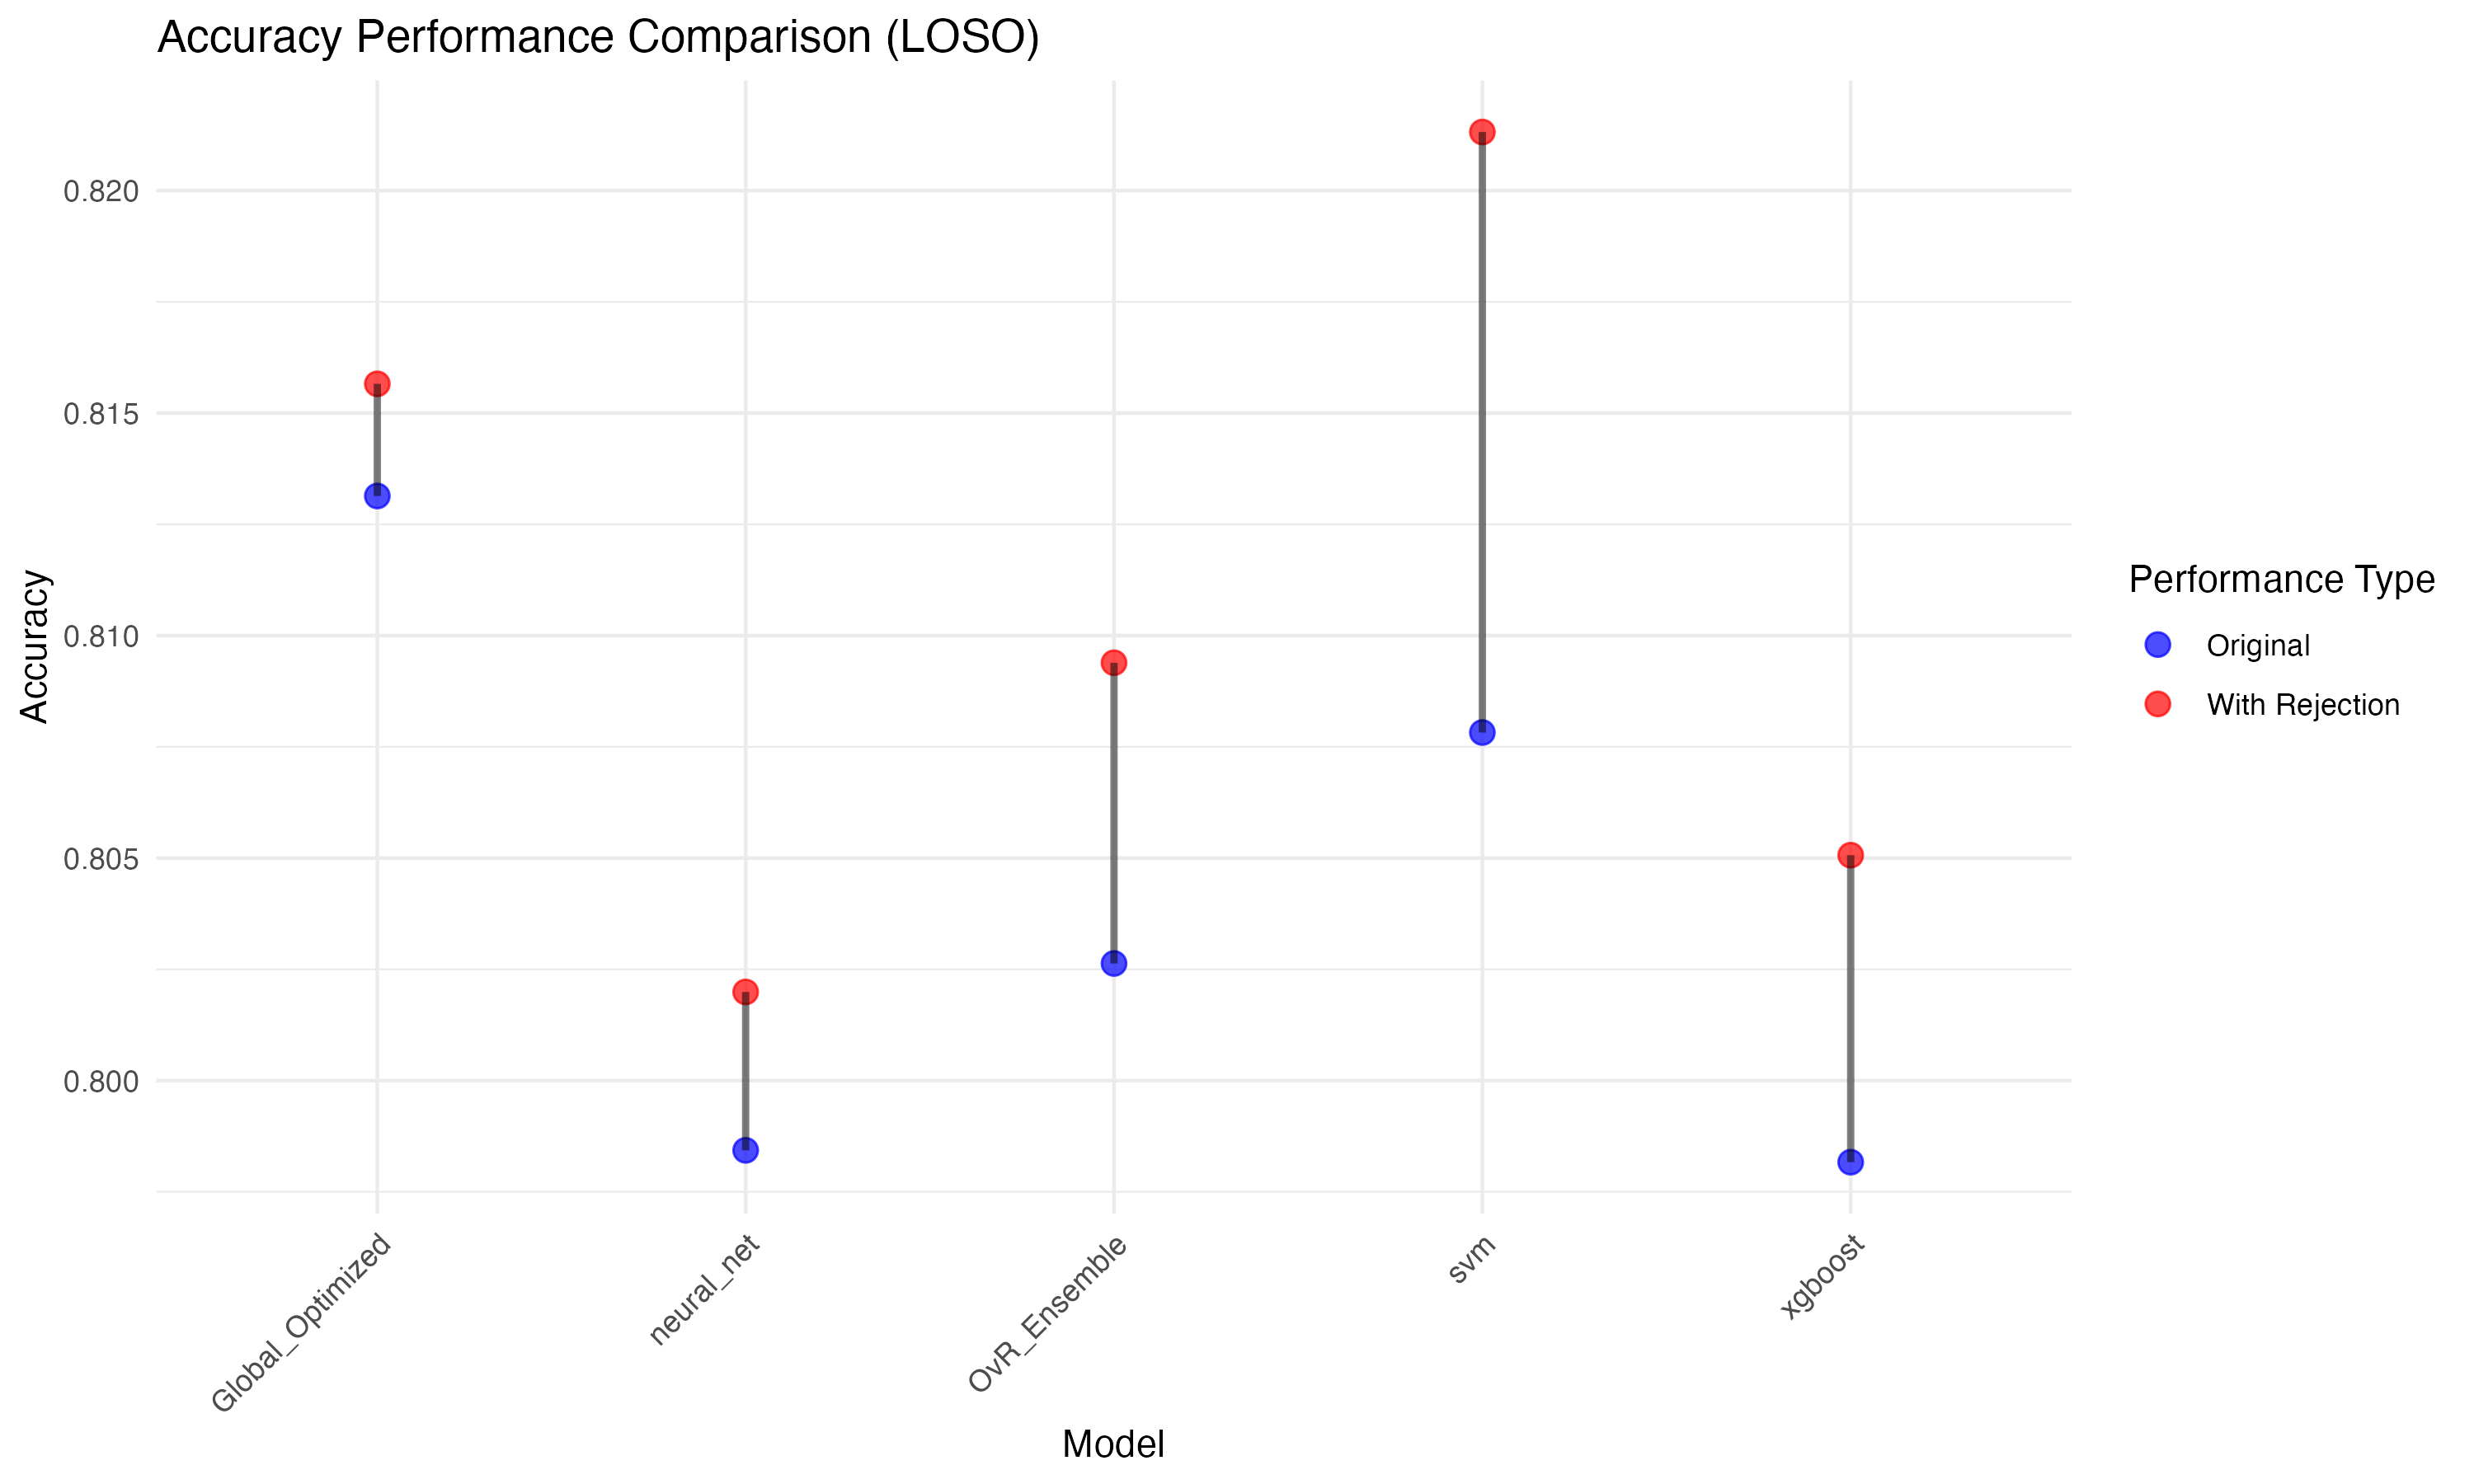 Accuracy Performance Comparison (LOSO)
Accuracy
0.820
0.815
0.810
0.805
0.800
Global_Optimized
neural_net
OvR_Ensemble
svm
xgboost
Model
Performance Type
Original
With Rejection